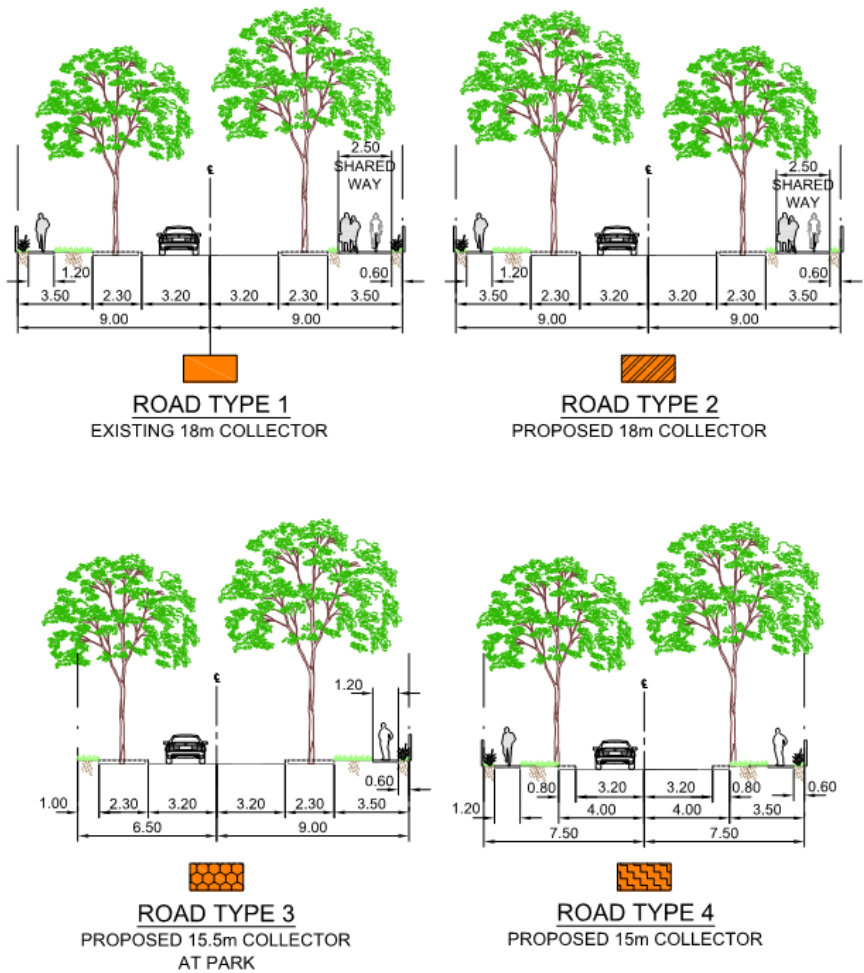 2.50
SHARED
WAY
℄
1.20
0.60
3.50 2.30 3.20 3.20 2.30 3.50
9.00 9.00
ROAD TYPE 1
EXISTING 18m COLLECTOR
2.50
SHARED
WAY
℄
1.20
0.60
3.50 2.30 3.20 3.20 2.30 3.50
9.00 9.00
ROAD TYPE 2
PROPOSED 18m COLLECTOR
1.20
℄
0.60
1.00 2.30 3.20 3.20 2.30 3.50
6.50 9.00
ROAD TYPE 3
PROPOSED 15.5m COLLECTOR
AT PARK
℄
0.80 3.20 3.20 0.80 0.60
1.20 4.00 4.00 3.50
7.50 7.50
ROAD TYPE 4
PROPOSED 15m COLLECTOR